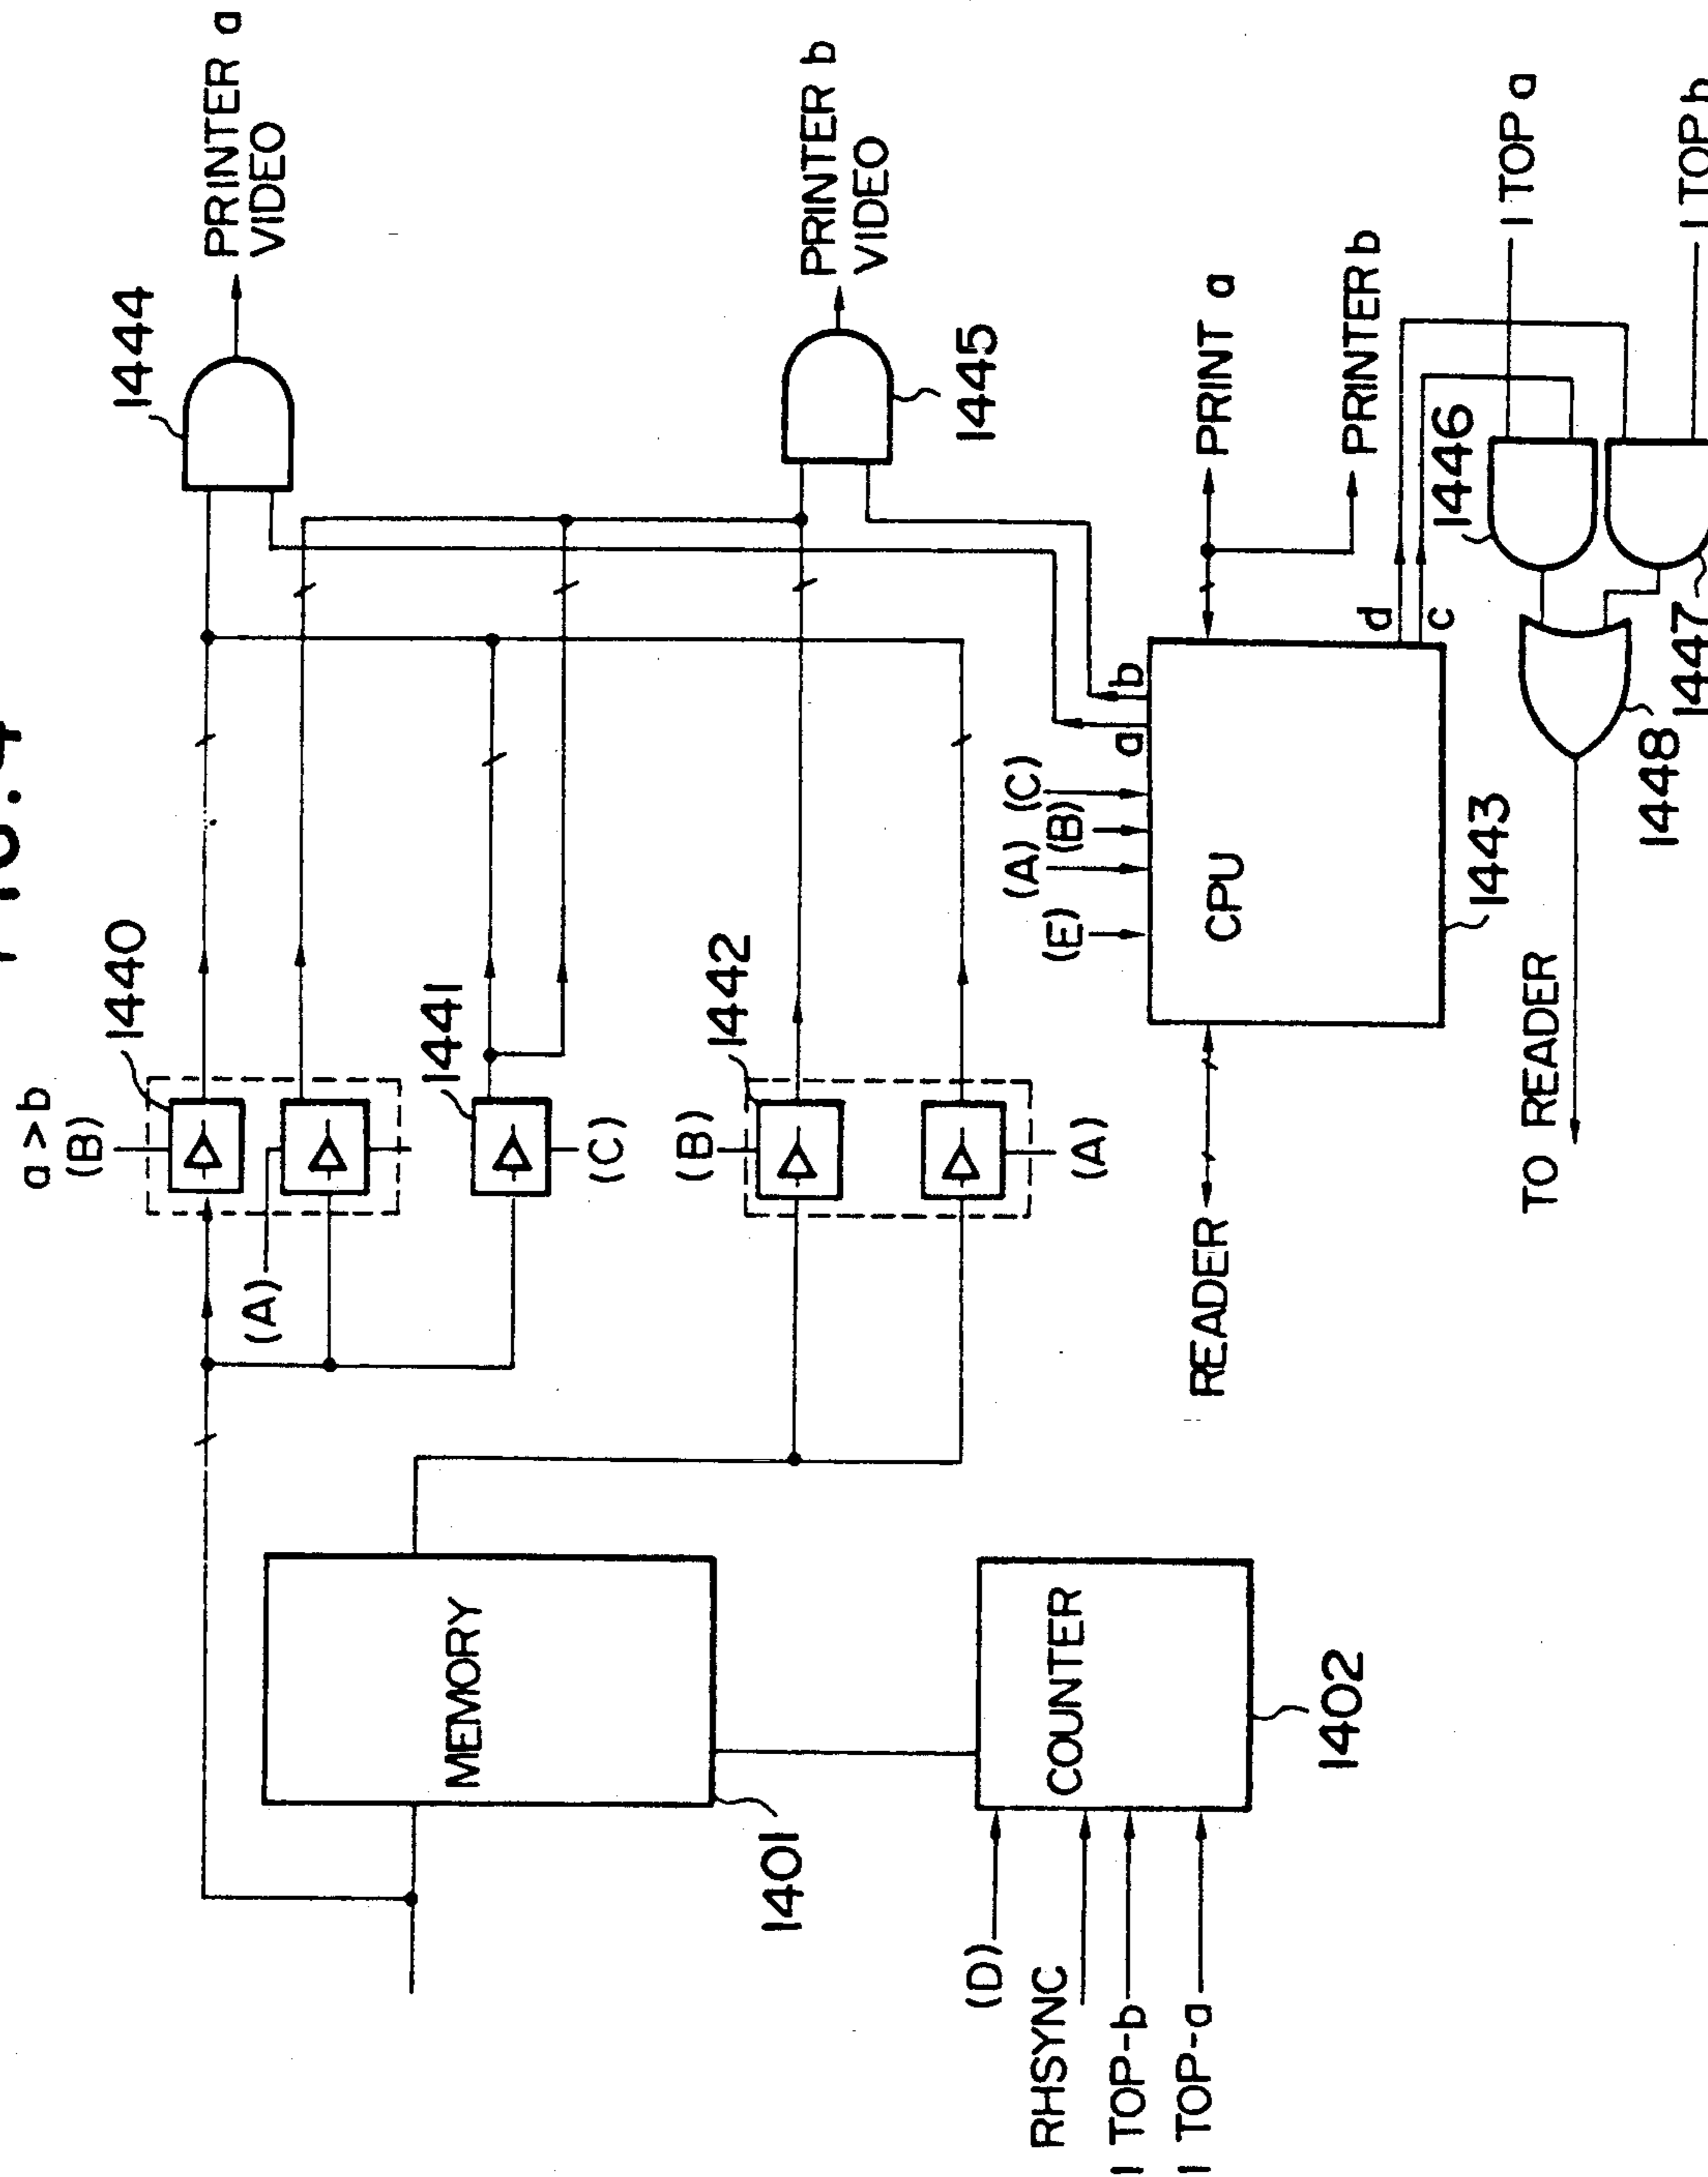 a > b
(B)
1440
(A)
1441
(C)
(B)
1442
(A)
1444
PRINTER a
VIDEO
PRINTER b
VIDEO
1445
MEMORY
1401
COUNTER
1402
(D)
RHSYNC
I TOP-b
I TOP-a
READER
CPU
1443
(E)
(A)
(B)
(C)
a
b
d
c
PRINT a
PRINTER b
I TOP a
I TOP b
1446
1447
1448
TO READER